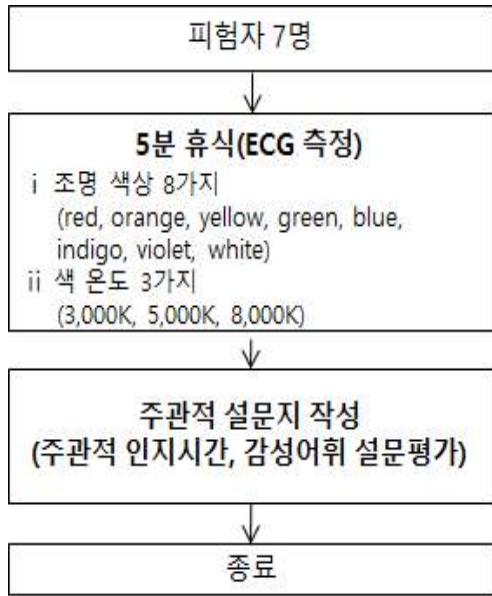 피험자 7명
5분 휴식(ECG 측정)
i 조명 색상 8가지
(red, orange, yellow, green, blue,
indigo, violet, white)
ii 색 온도 3가지
(3,000K, 5,000K, 8,000K)
주관적 설문지 작성
(주관적 인지시간, 감성어휘 설문평가)
종료